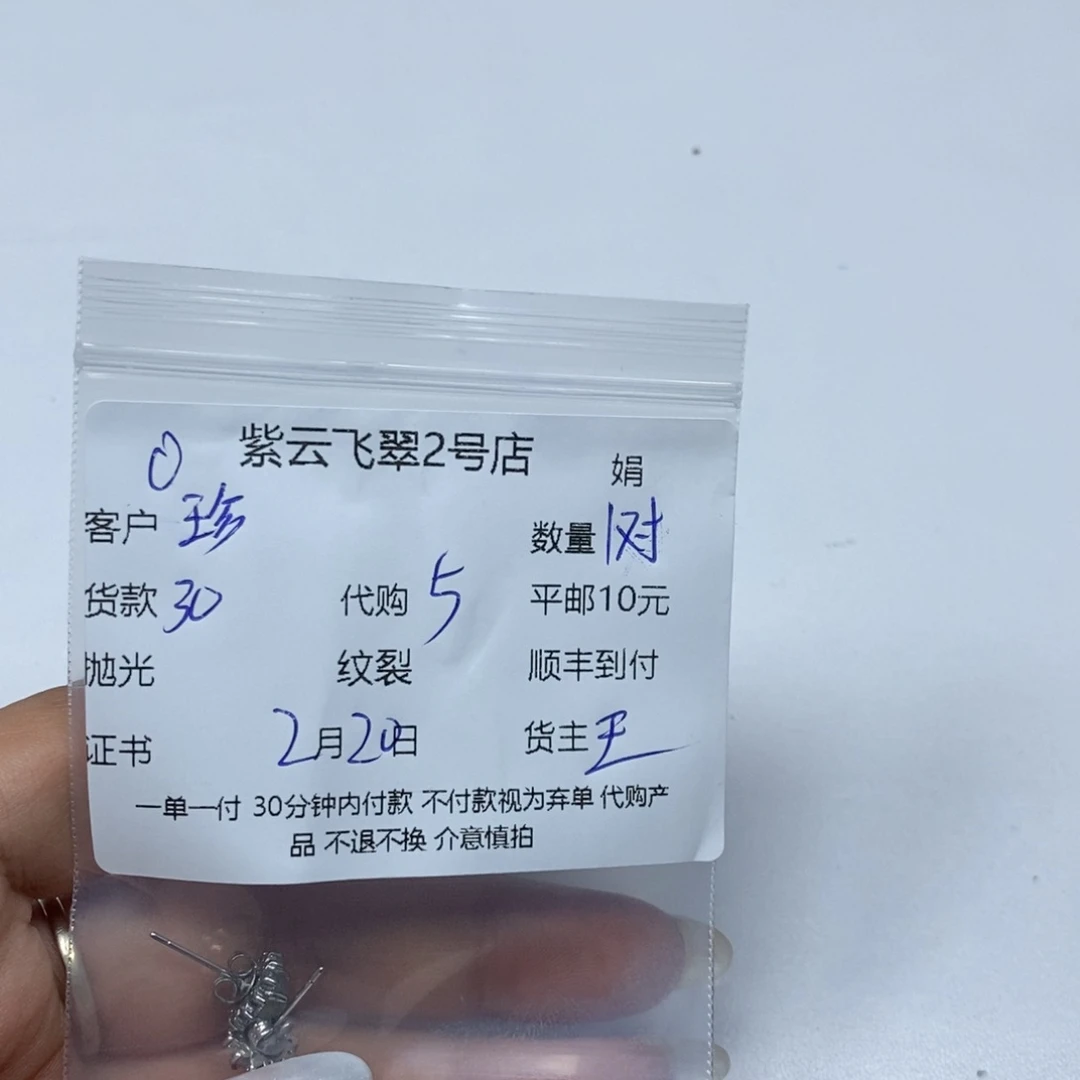 紫云飞翠2号店 娟
0
客户 珍 数量 1对
货款 30 代购 5 平邮10元
抛光 纹裂 顺丰到付
证书 2月20日 货主 王
一单一付 30分钟内付款 不付款视为弃单 代购产
品 不退不换 介意慎拍